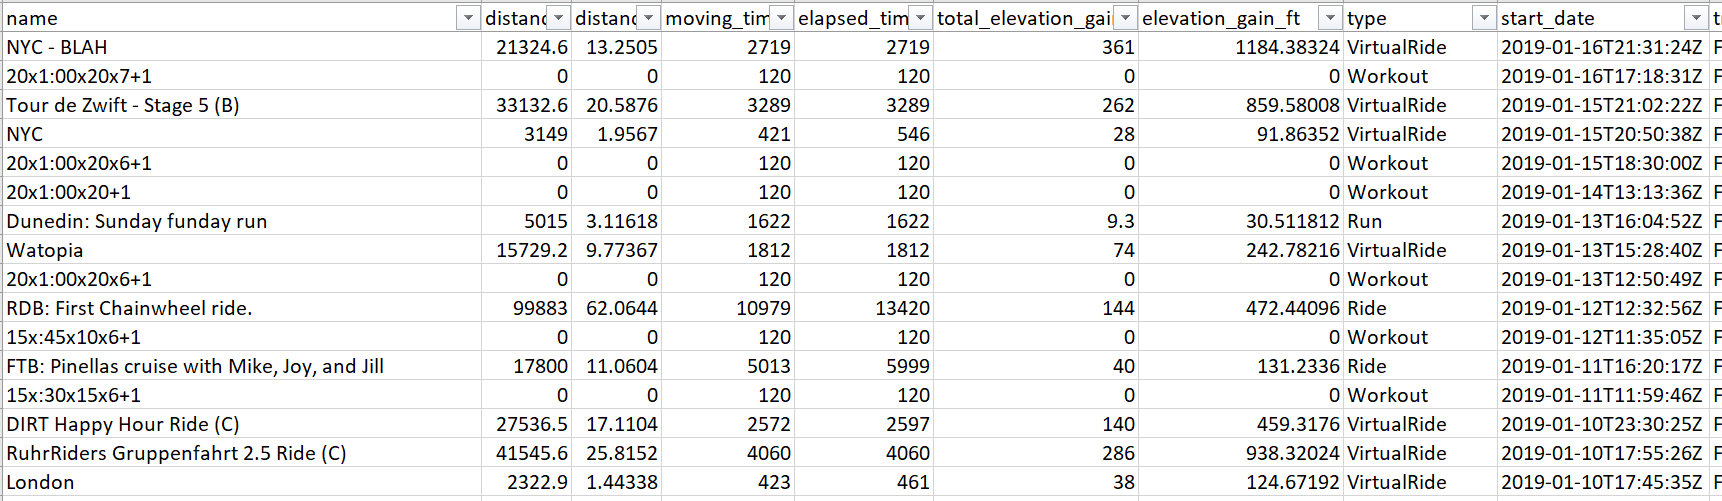 name distanc distanc moving_tim elapsed_tim total_elevation_gai elevation_gain_ft type start_date
NYC - BLAH 21324.6 13.2505 2719 2719 361 1184.38324 VirtualRide 2019-01-16T21:31:24Z F
20x1:00x20x7+1 0 0 120 120 0 0 Workout 2019-01-16T17:18:31Z F
Tour de Zwift - Stage 5 (B) 33132.6 20.5876 3289 3289 262 859.58008 VirtualRide 2019-01-15T21:02:22Z F
NYC 3149 1.9567 421 546 28 91.86352 VirtualRide 2019-01-15T20:50:38Z F
20x1:00x20x6+1 0 0 120 120 0 0 Workout 2019-01-15T18:30:00Z F
20x1:00x20+1 0 0 120 120 0 0 Workout 2019-01-14T13:13:36Z F
Dunedin: Sunday funday run 5015 3.11618 1622 1622 9.3 30.511812 Run 2019-01-13T16:04:52Z F
Watopia 15729.2 9.77367 1812 1812 74 242.78216 VirtualRide 2019-01-13T15:28:40Z F
20x1:00x20x6+1 0 0 120 120 0 0 Workout 2019-01-13T12:50:49Z F
RDB: First Chainwheel ride. 99883 62.0644 10979 13420 144 472.44096 Ride 2019-01-12T12:32:56Z F
15x:45x10x6+1 0 0 120 120 0 0 Workout 2019-01-12T11:35:05Z F
FTB: Pinellas cruise with Mike, Joy, and Jill 17800 11.0604 5013 5999 40 131.2336 Ride 2019-01-11T16:20:17Z F
15x:30x15x6+1 0 0 120 120 0 0 Workout 2019-01-11T11:59:46Z F
DIRT Happy Hour Ride (C) 27536.5 17.1104 2572 2597 140 459.3176 VirtualRide 2019-01-10T23:30:25Z F
RuhrRiders Gruppenfahrt 2.5 Ride (C) 41545.6 25.8152 4060 4060 286 938.32024 VirtualRide 2019-01-10T17:55:26Z F
London 2322.9 1.44338 423 461 38 124.67192 VirtualRide 2019-01-10T17:45:35Z F